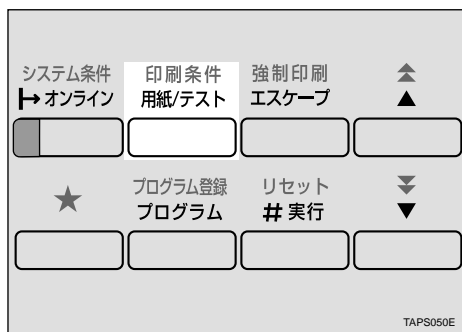 システム条件 印刷条件 強制印刷
オンライン 用紙/テスト エスケープ ▲
★ プログラム登録 リセット
プログラム # 実行 ▼
TAPS050E